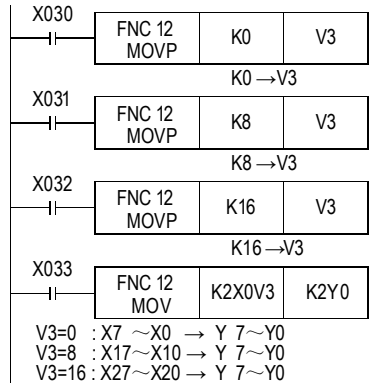 X030
FNC 12 MOVP K0 V3
K0 →V3
X031
FNC 12 MOVP K8 V3
K8 →V3
X032
FNC 12 MOVP K16 V3
K16 →V3
X033
FNC 12 MOV K2X0V3 K2Y0
V3=0 : X7 ～X0 → Y 7～Y0
V3=8 : X17～X10 → Y 7～Y0
V3=16 : X27～X20 → Y 7～Y0